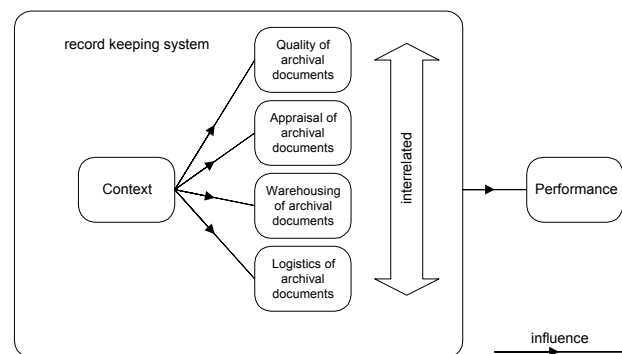 record keeping system
Quality of
archival
documents
Appraisal of
archival
documents
Context
Warehousing
of archival
documents
Logistics of
archival
documents
interrelated
Performance
influence